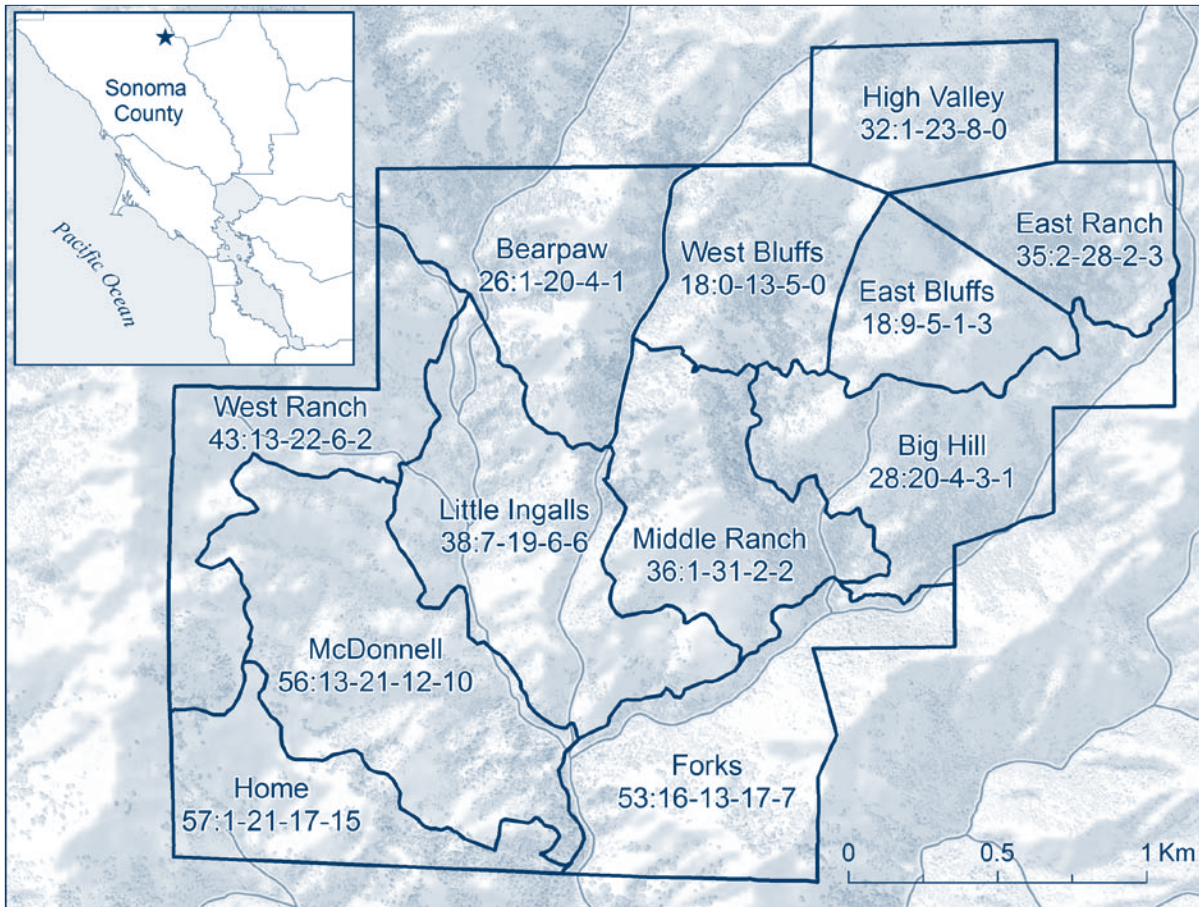 Sonoma
County
Pacific Ocean
High Valley
32:1-23-8-0
East Ranch
35:2-28-2-3
Bearpaw
26:1-20-4-1
West Bluffs
18:0-13-5-0
East Bluffs
18:9-5-1-3
West Ranch
43:13-22-6-2
Big Hill
28:20-4-3-1
Little Ingalls
38:7-19-6-6
Middle Ranch
36:1-31-2-2
McDonnell
56:13-21-12-10
Home
57:1-21-17-15
Forks
53:16-13-17-7
0 0.5 1 Km